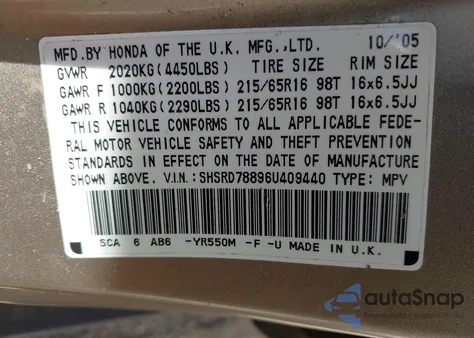 MFD.BY HONDA OF THE U.K. MFG.,LTD. 10/'05
GVWR 2020KG(4450LBS) TIRE SIZE RIM SIZE
GAWR F 1000KG(2200LBS) 215/65R16 98T 16x6.5JJ
GAWR R 1040KG(2290LBS) 215/65R16 98T 16x6.5JJ
THIS VEHICLE CONFORMS TO ALL APPLICABLE FEDE-
RAL MOTOR VEHICLE SAFETY AND THEFT PREVENTION
STANDARDS IN EFFECT ON THE DATE OF MANUFACTURE
SHOWN ABOVE. V.I.N.: SHSRD78896U409440 TYPE: MPV
SCA 6 AB6 -YR550M -F -U MADE IN U.K.
autoSnap